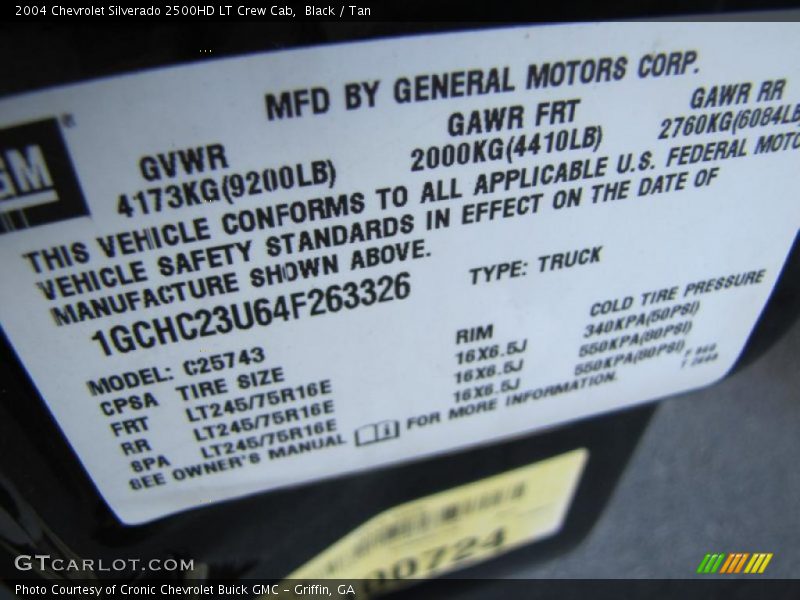 2004 Chevrolet Silverado 2500HD LT Crew Cab, Black / Tan
MFD BY GENERAL MOTORS CORP.
GM®
GVWR GAWR FRT GAWR RR
4173KG(9200LB) 2000KG(4410LB) 2760KG(6084LB
THIS VEHICLE CONFORMS TO ALL APPLICABLE U.S. FEDERAL MOTO
VEHICLE SAFETY STANDARDS IN EFFECT ON THE DATE OF
MANUFACTURE SHOWN ABOVE.
1GCHC23U64F263326 TYPE: TRUCK
MODEL: C25743
CPSA TIRE SIZE RIM COLD TIRE PRESSURE
FRT LT245/75R16E 16X6.5J 340KPA(50PSI)
RR LT245/75R16E 16X6.5J 550KPA(80PSI)
SPA LT245/75R16E 16X6.5J 550KPA(80PSI)
SEE OWNER'S MANUAL FOR MORE INFORMATION.
00724
GTCARLOT.COM
Photo Courtesy of Cronic Chevrolet Buick GMC - Griffin, GA